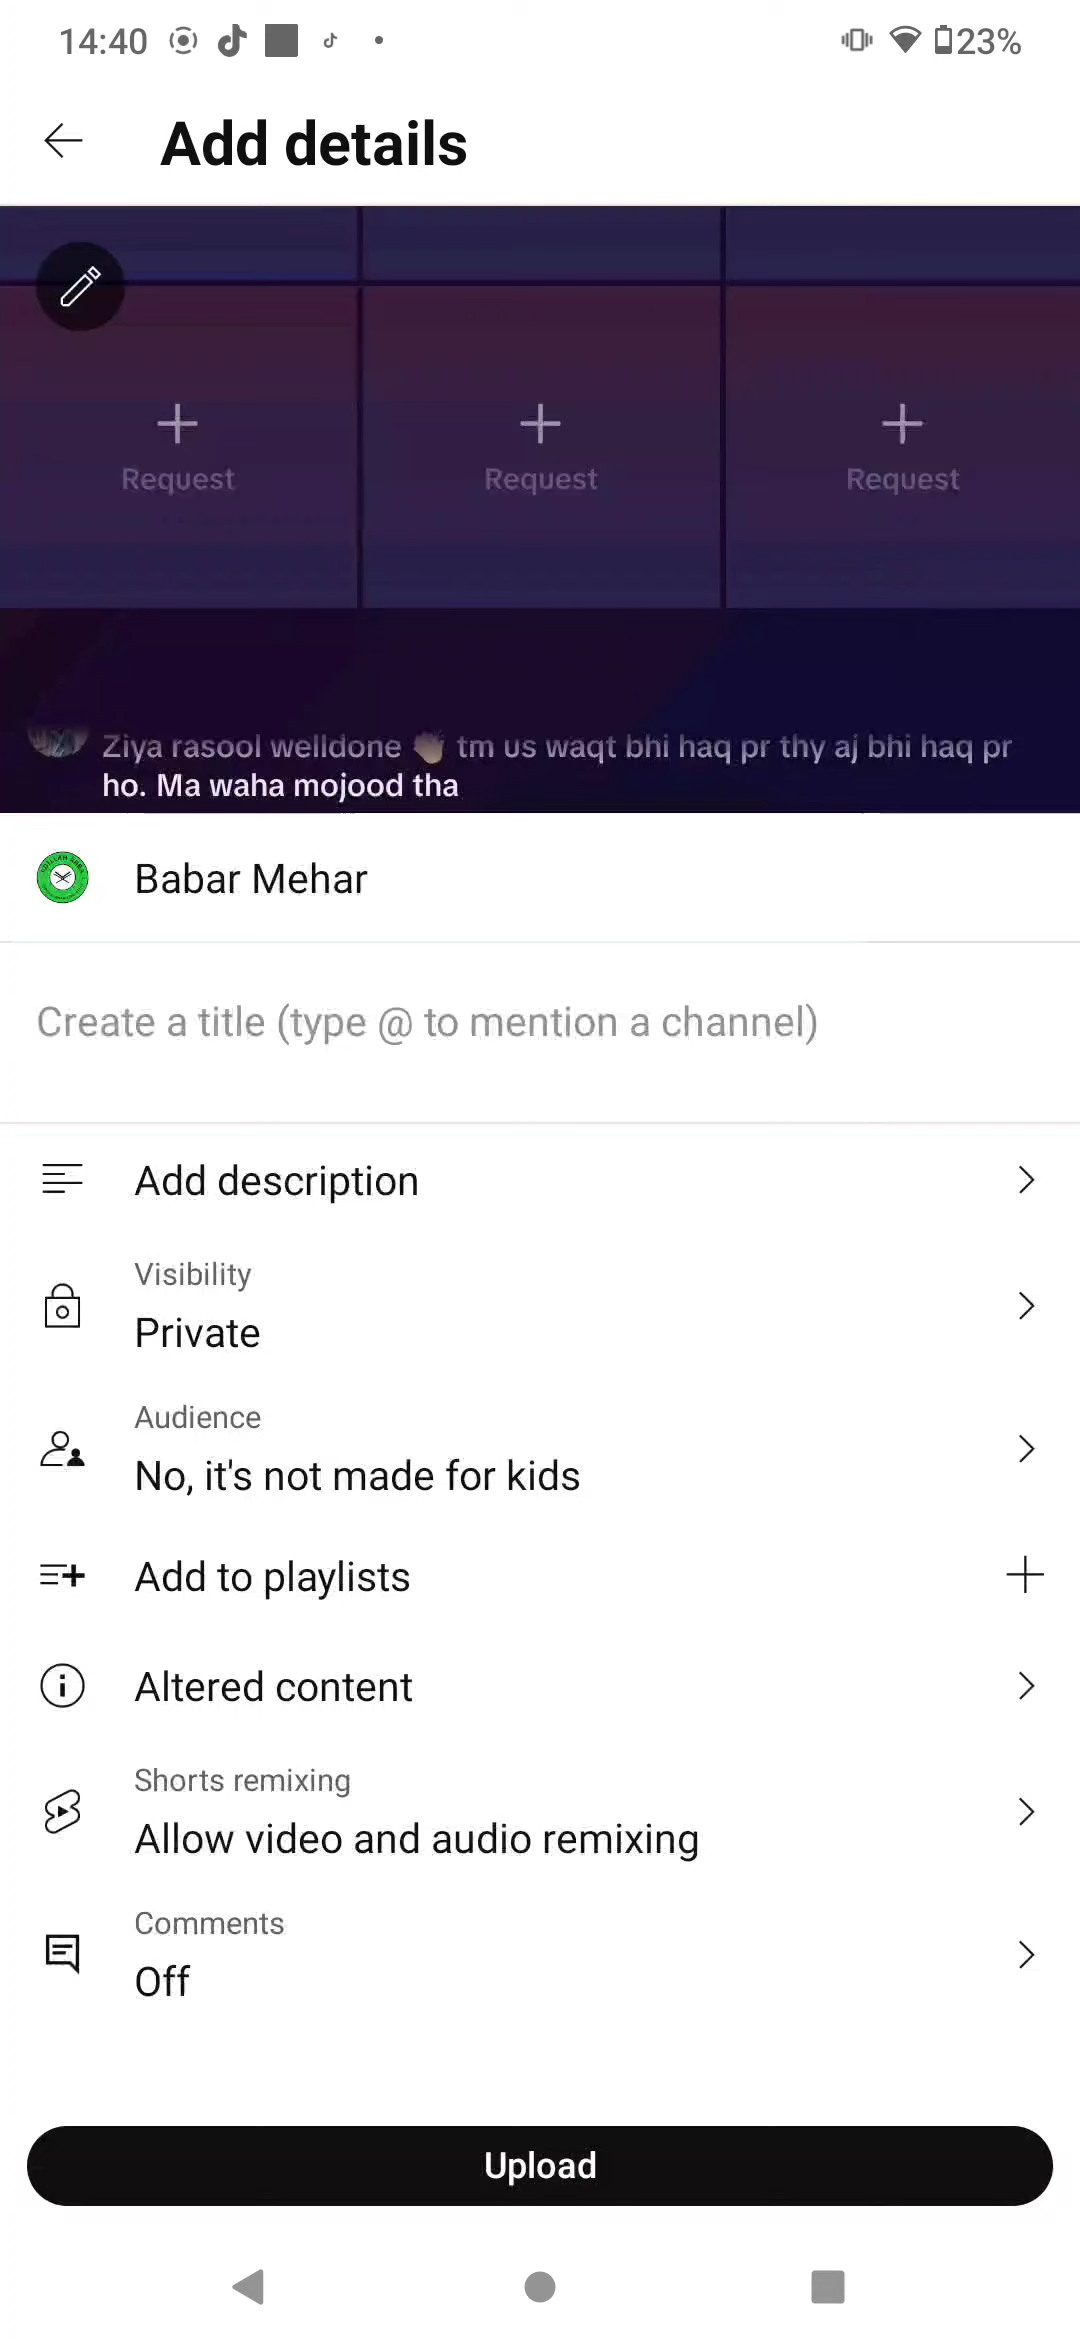 14:40
23%
Add details
Request Request Request
Ziya rasool welldone 👏 tm us waqt bhi haq pr thy aj bhi haq pr
ho. Ma waha mojood tha
Babar Mehar
Create a title (type @ to mention a channel)
Add description
Visibility
Private
Audience
No, it's not made for kids
Add to playlists
Altered content
Shorts remixing
Allow video and audio remixing
Comments
Off
Upload